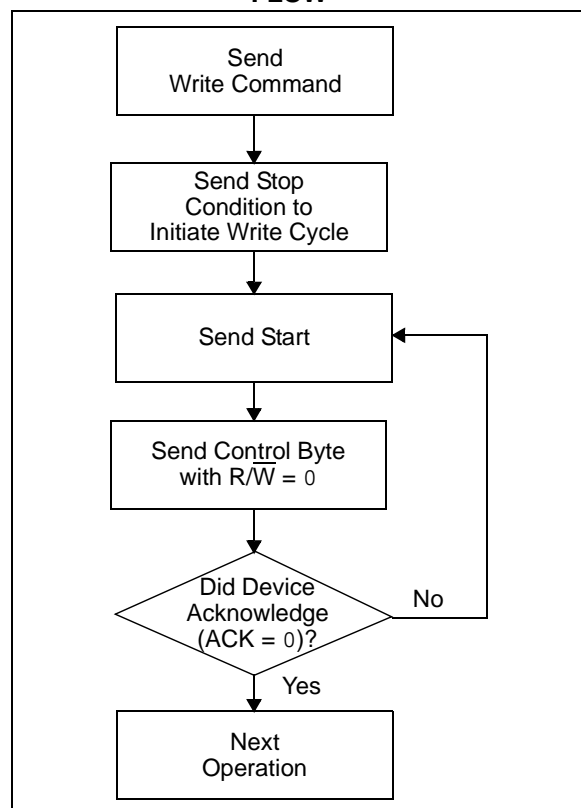 Send
Write Command
Send Stop
Condition to
Initiate Write Cycle
Send Start
Send Control Byte
with R/W̅ = 0
Did Device
Acknowledge
(ACK = 0)?
No
Yes
Next
Operation